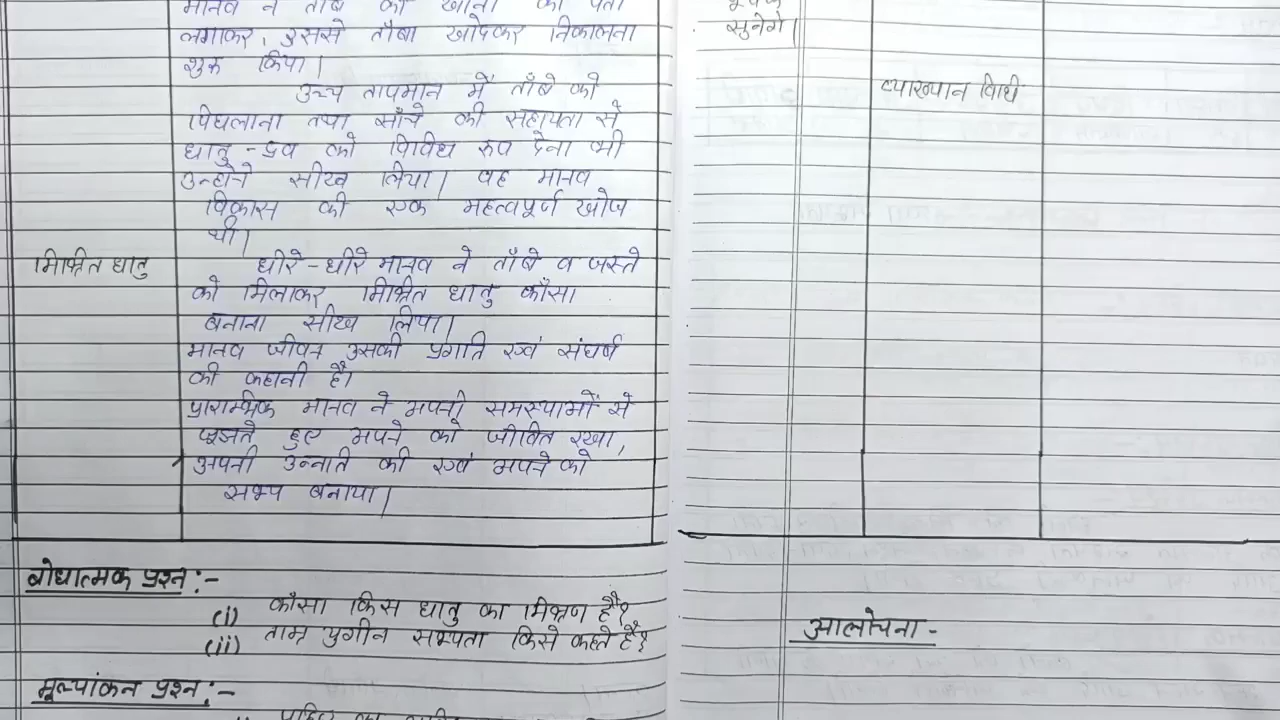 मानव ने ताँबे की खानों का पता
लगाकर, इससे ताँबा खोदकर निकालना
शुरू किया।
उच्च तापमान में ताँबे को
पिघलाना तथा साँचे की सहायता से
धातु-द्रव को विविध रूप देना भी
उन्होंने सीख लिया। यह मानव
विकास की एक महत्वपूर्ण खोज
थी।
मिश्रित धातु
धीरे-धीरे मानव ने ताँबे व जस्ते
को मिलाकर मिश्रित धातु काँसा
बनाना सीख लिया।
मानव जीवन उसकी प्रगति एवं संघर्ष
की कहानी है।
प्रारम्भिक मानव ने अपनी समस्याओं से
जूझते हुए अपने को जीवित रखा,
अपनी उन्नति की एवं अपने को
सभ्य बनाया।
बोधात्मक प्रश्न:-
(i) काँसा किस धातु का मिश्रण है?
(ii) ताम्र युगीन सभ्यता किसे कहते है?
मूल्यांकन प्रश्न:-
सुनेंगे।
व्याख्यान विधि
आलोचना -